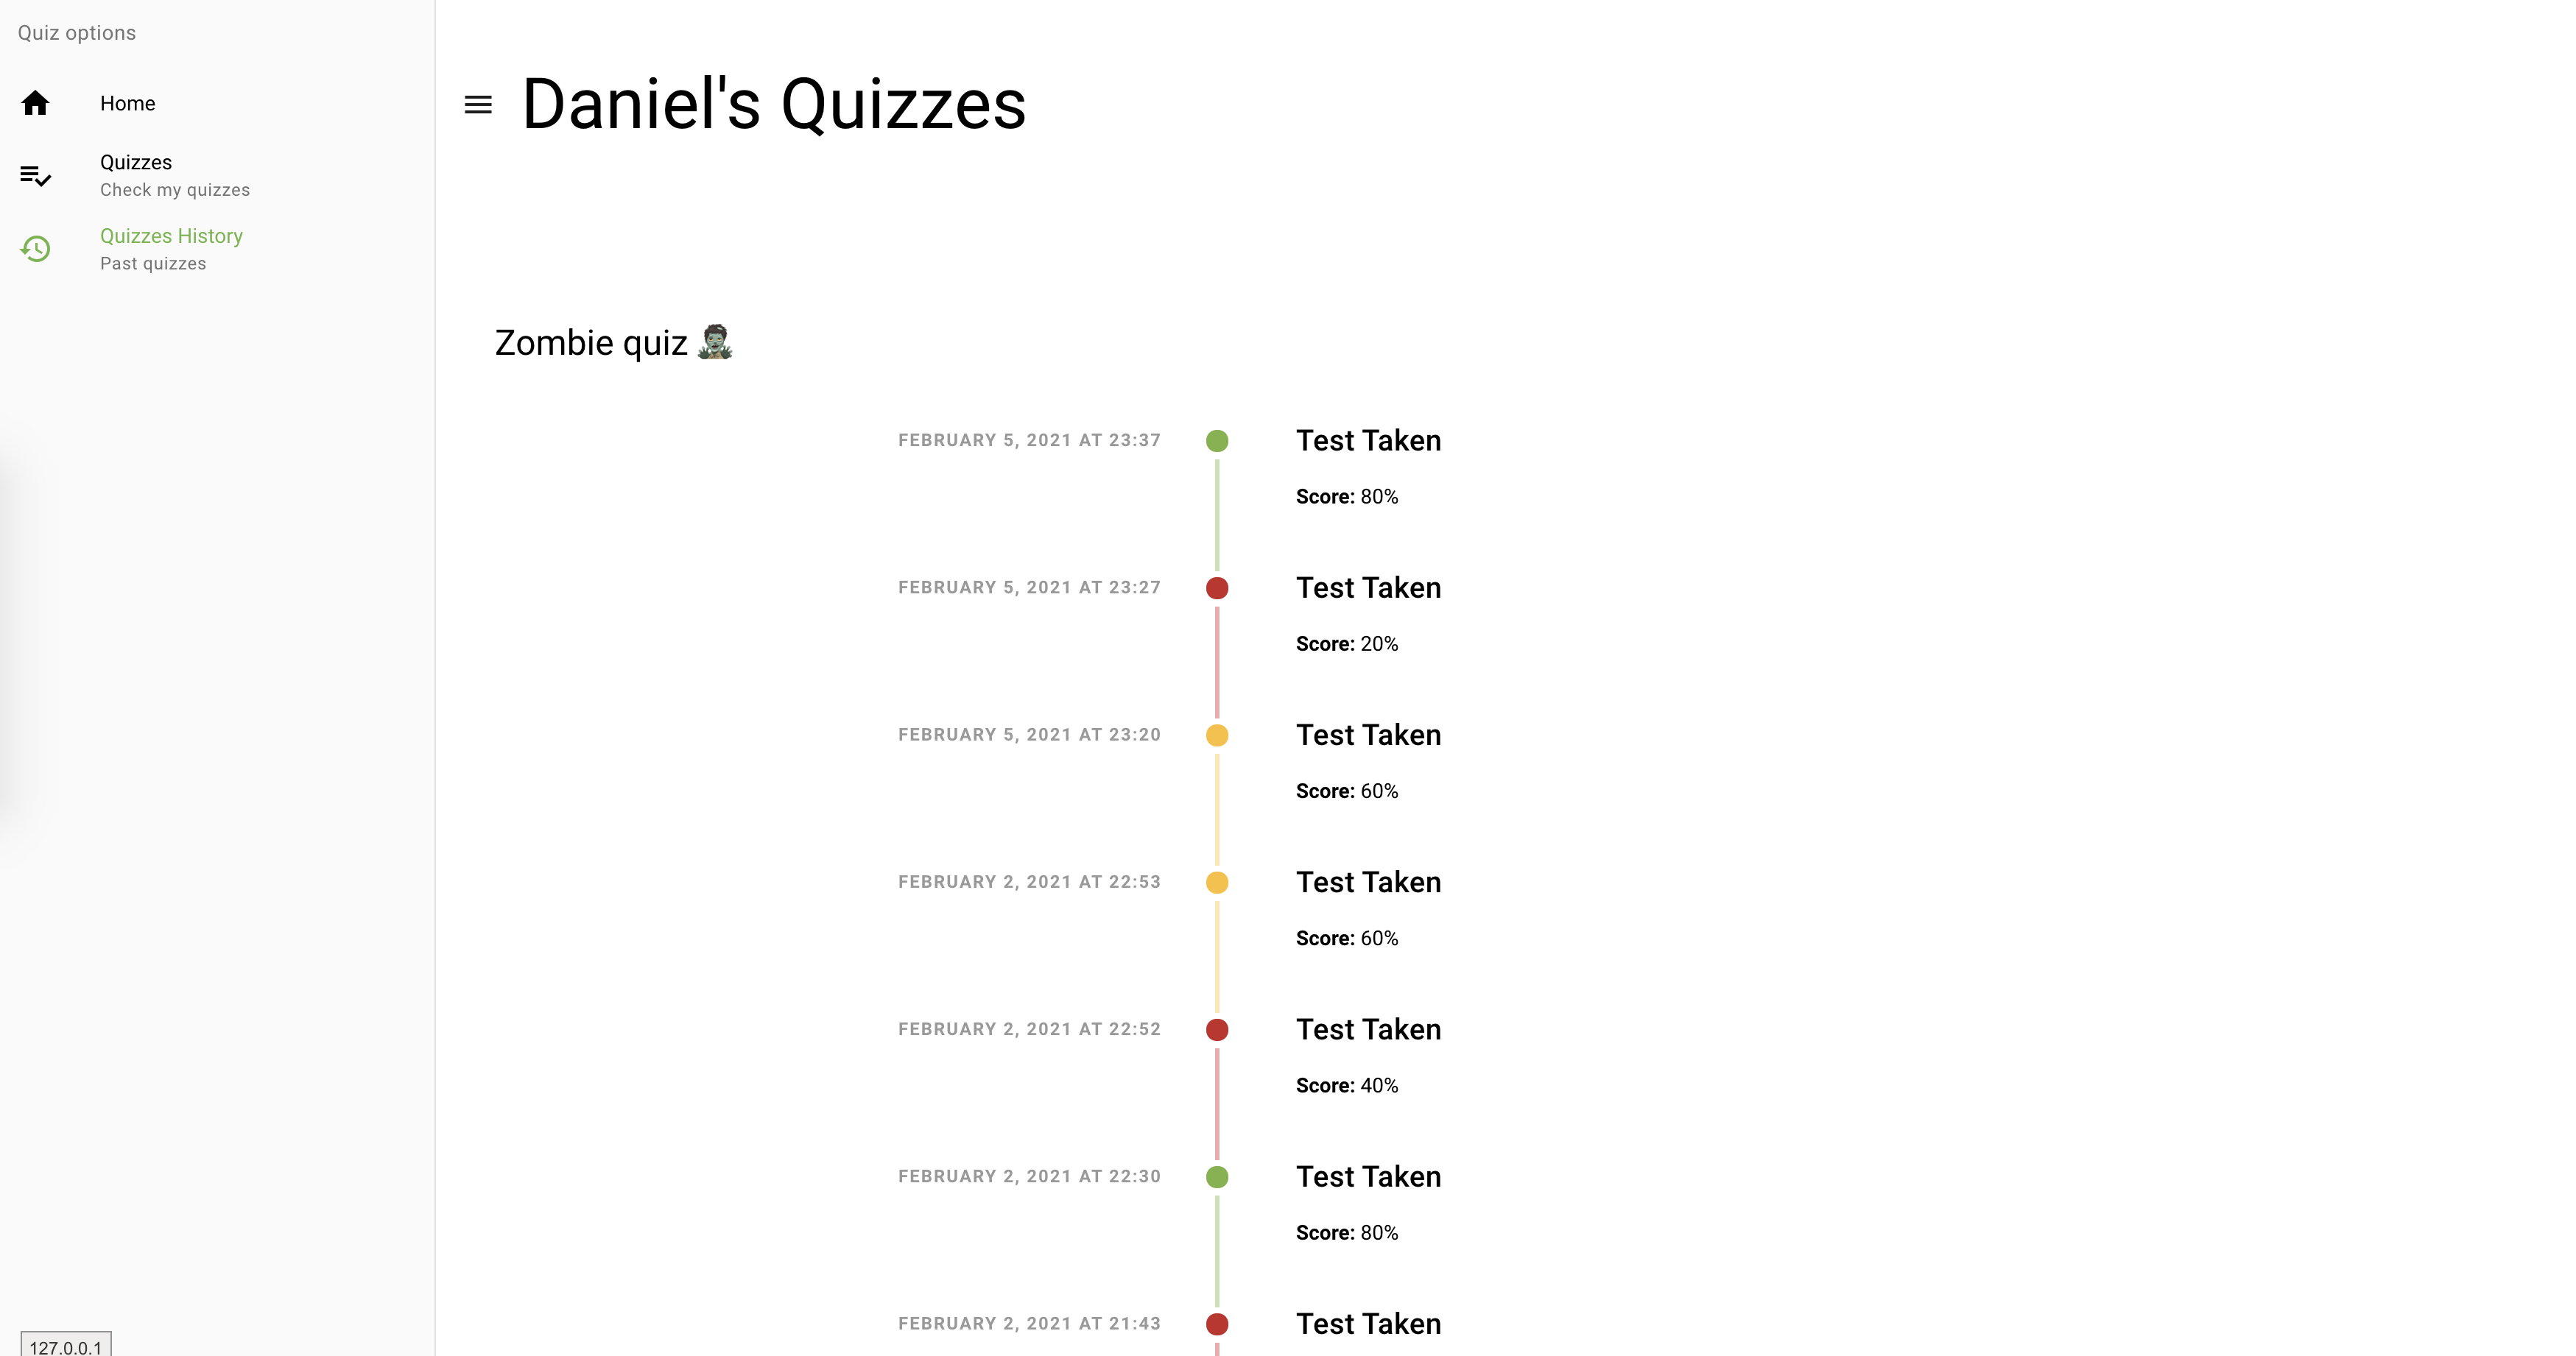 Quiz options
Home
Quizzes
Check my quizzes
Quizzes History
Past quizzes
Daniel's Quizzes
Zombie quiz
FEBRUARY 5, 2021 AT 23:37
Test Taken
Score: 80%
FEBRUARY 5, 2021 AT 23:27
Test Taken
Score: 20%
FEBRUARY 5, 2021 AT 23:20
Test Taken
Score: 60%
FEBRUARY 2, 2021 AT 22:53
Test Taken
Score: 60%
FEBRUARY 2, 2021 AT 22:52
Test Taken
Score: 40%
FEBRUARY 2, 2021 AT 22:30
Test Taken
Score: 80%
FEBRUARY 2, 2021 AT 21:43
Test Taken
127.0.0.1